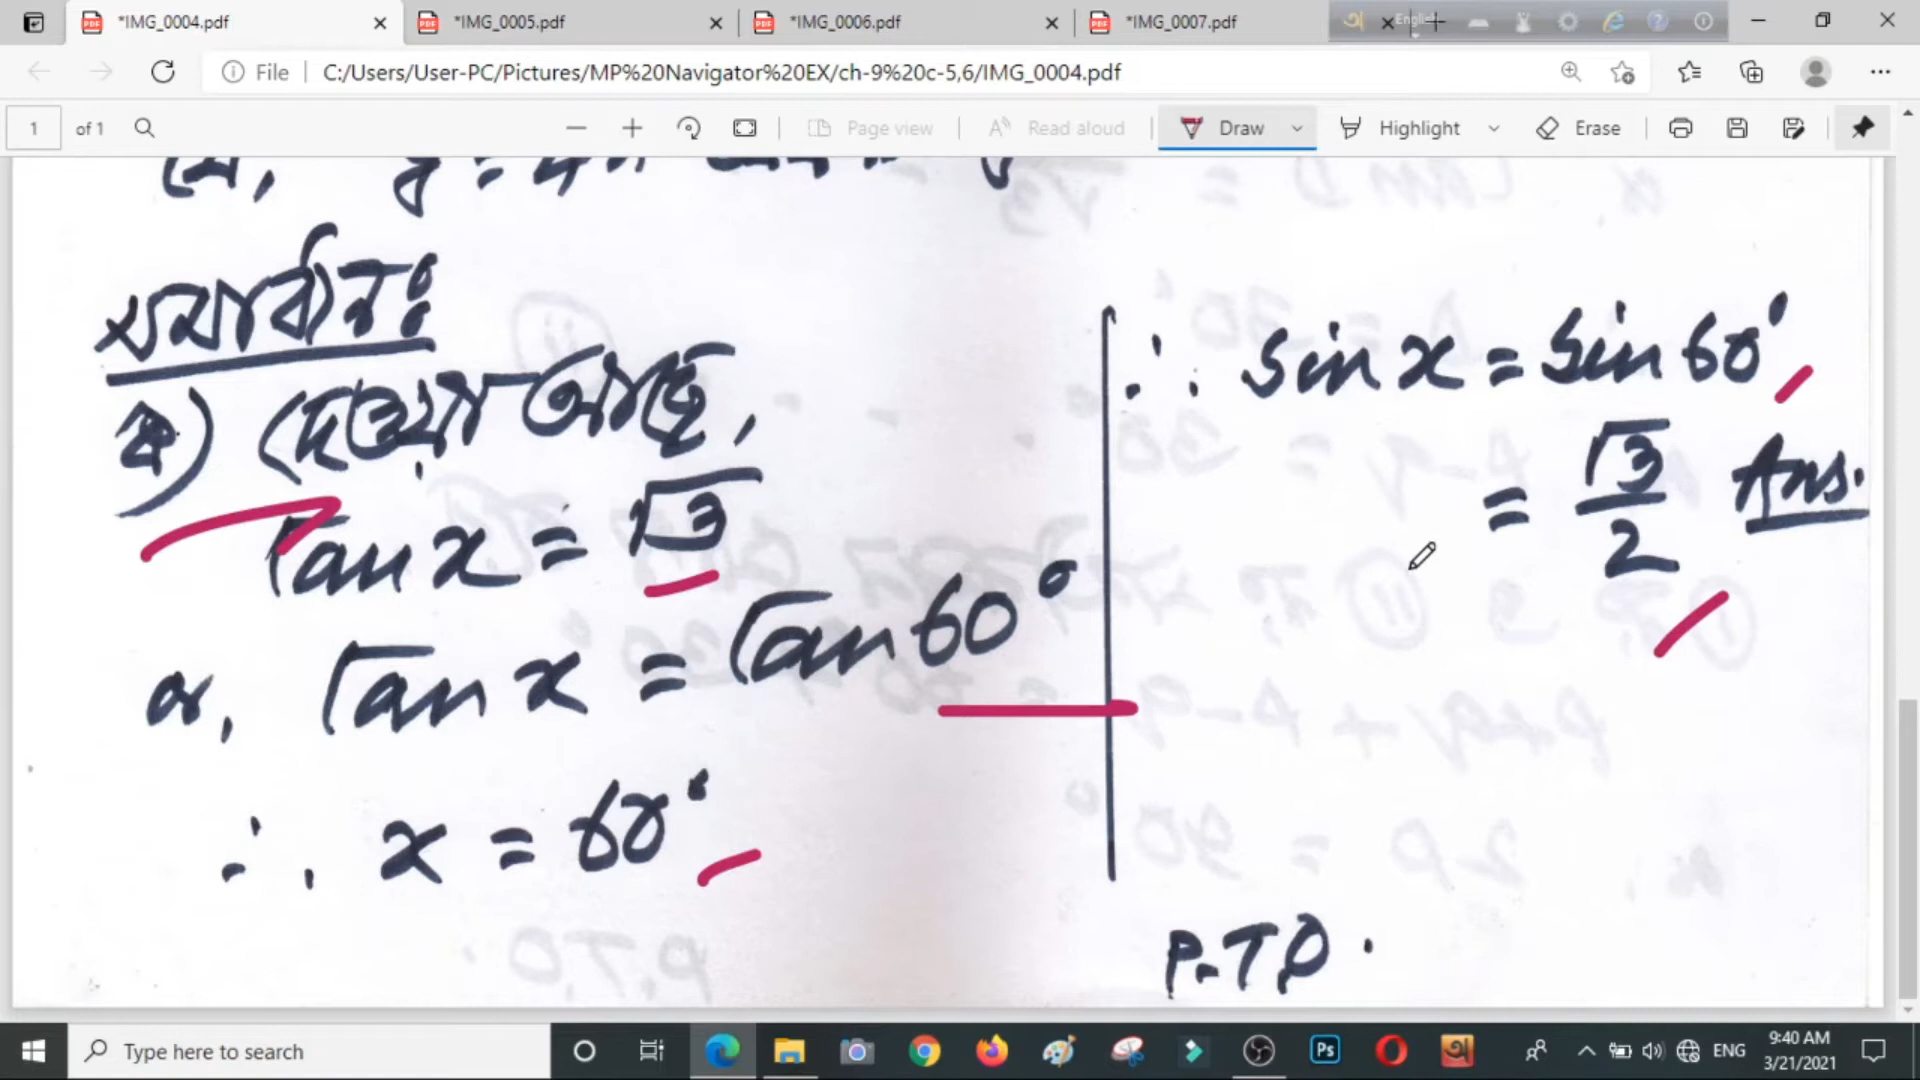 *IMG_0004.pdf
*IMG_0005.pdf
*IMG_0006.pdf
*IMG_0007.pdf
English
File
C:/Users/User-PC/Pictures/MP%20Navigator%20EX/ch-9%20c-5,6/IMG_0004.pdf
1 of 1
Page view
Read aloud
Draw
Highlight
Erase
সমাধান:
ক) দেওয়া আছে,
tan x = √3
or, tan x = tan 60°
∴ x = 60°
∴ sin x = sin 60°
= √3/2 Ans.
P.T.O.
Type here to search
Ps
অ
ENG
9:40 AM
3/21/2021